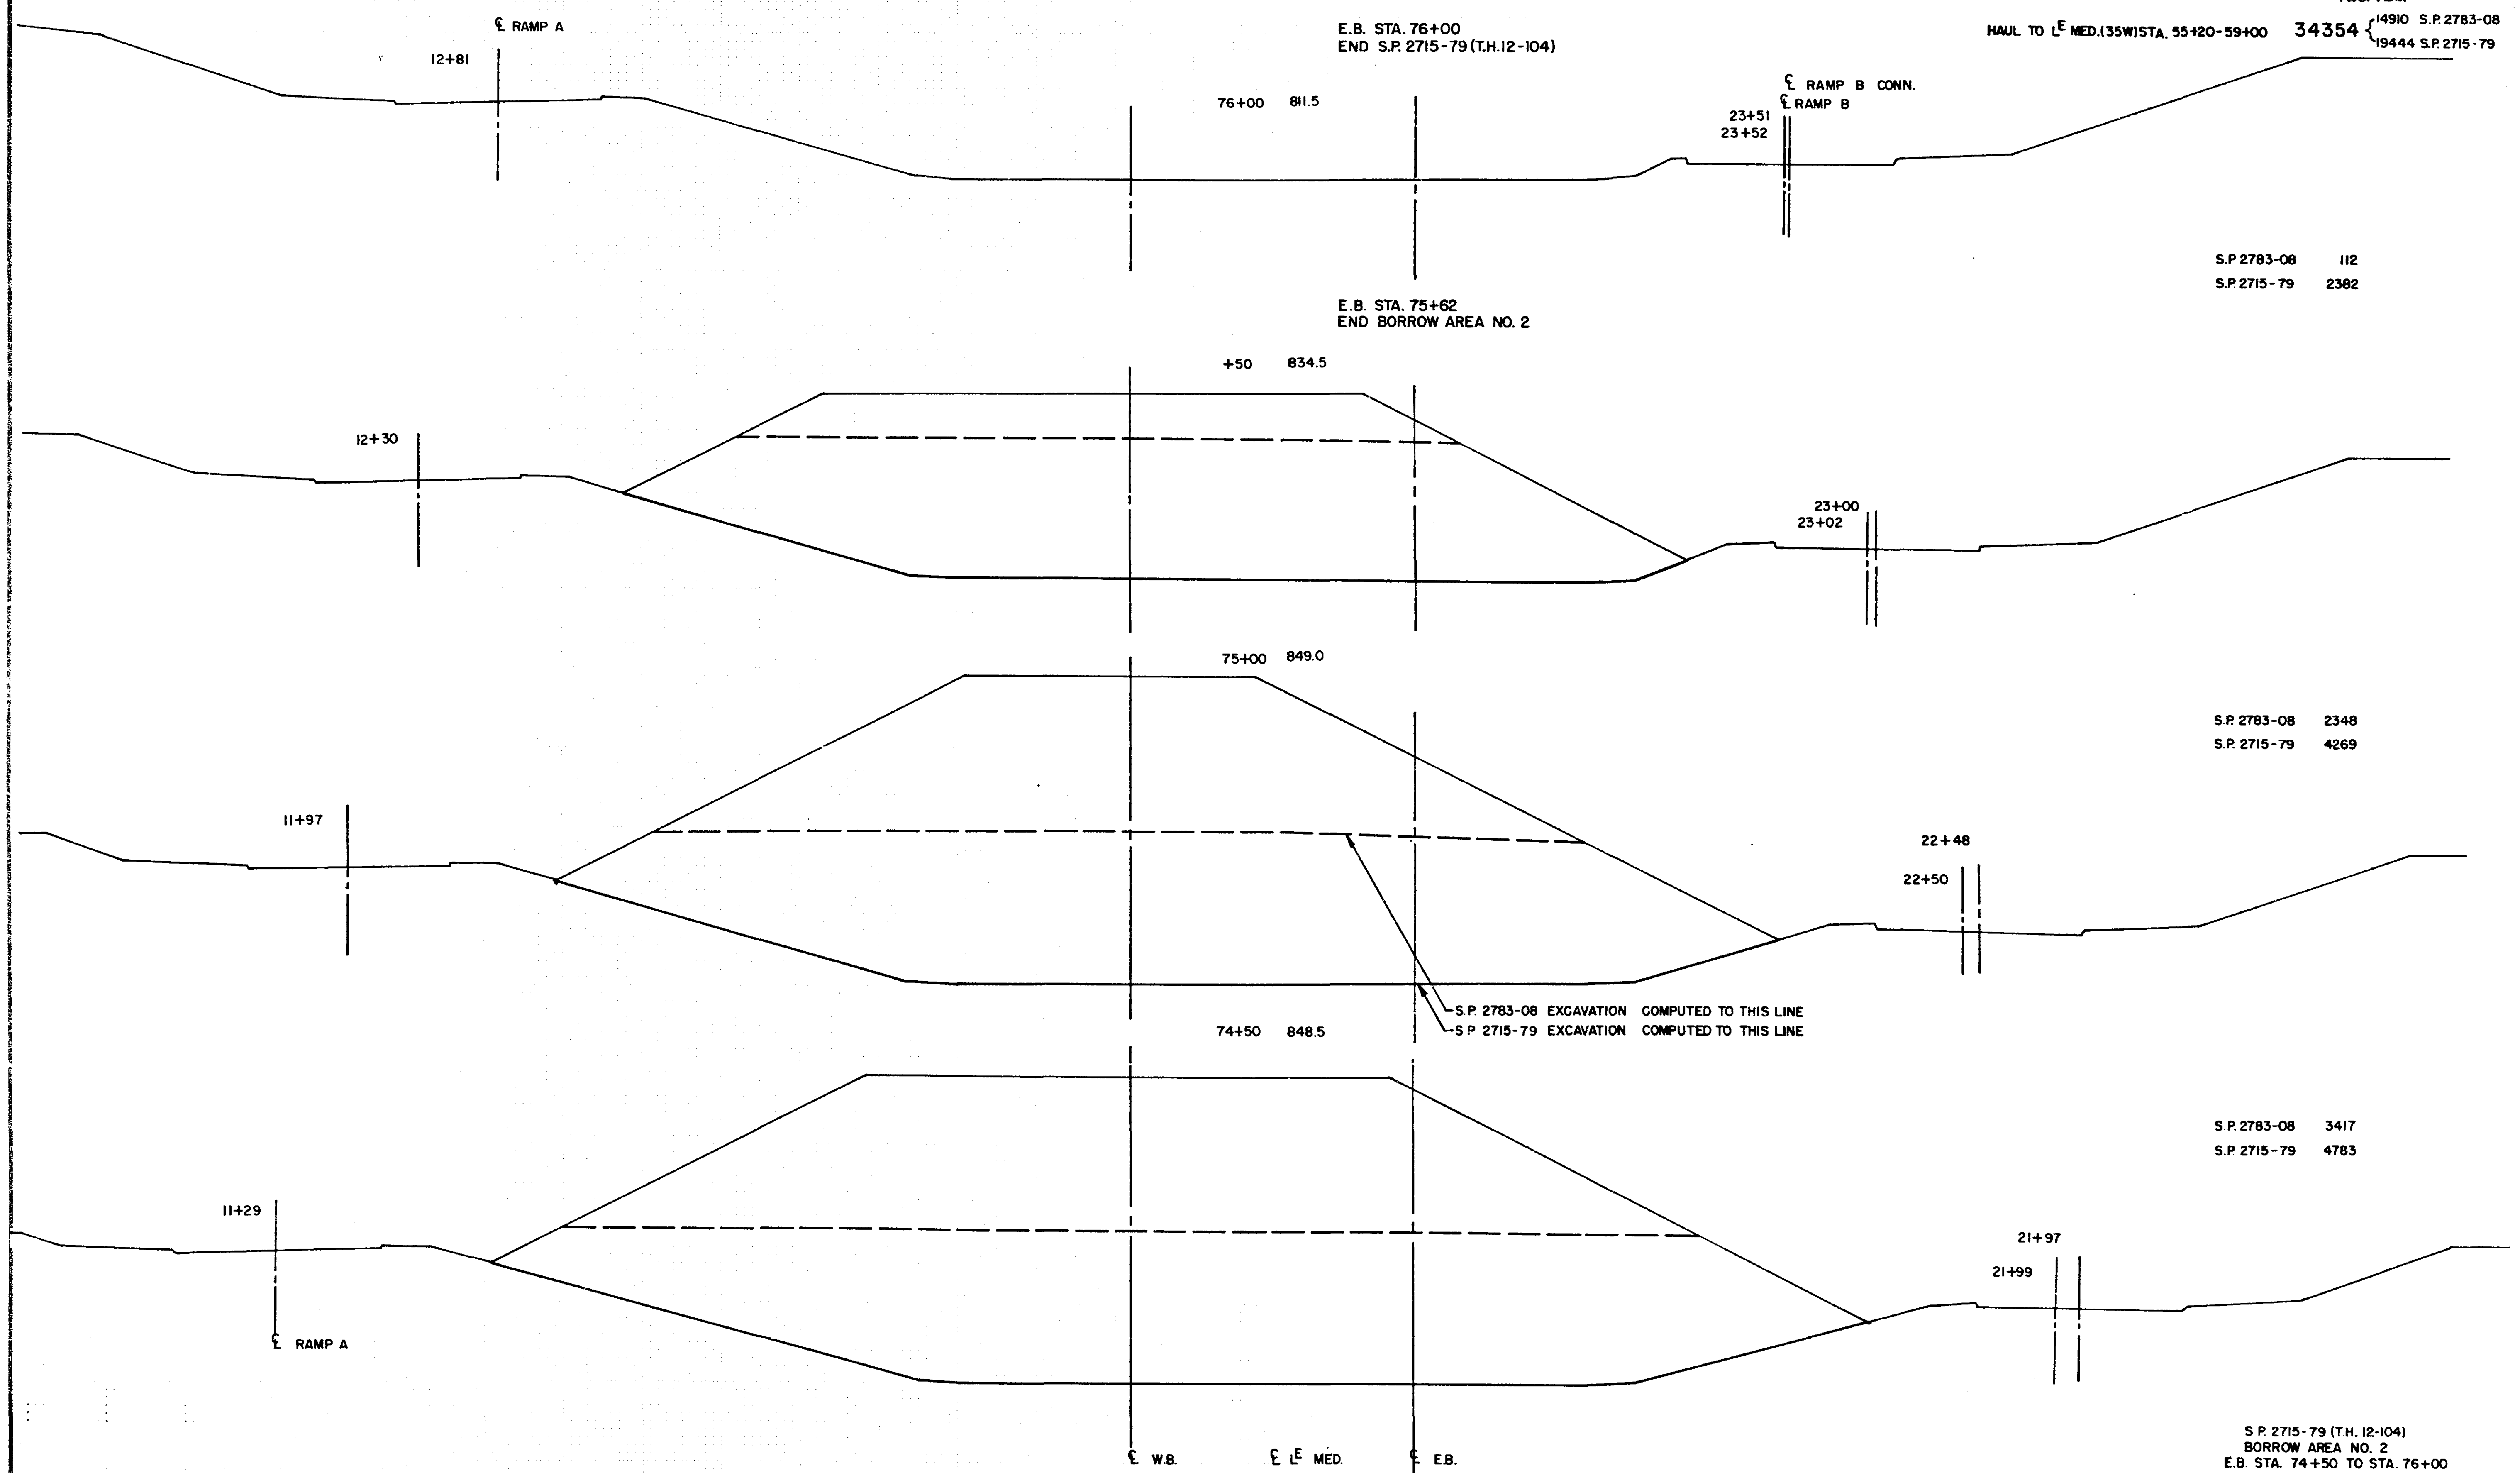 ℄ RAMP A
E.B. STA. 76+00
END S.P. 2715-79 (T.H. 12-104)
HAUL TO Lᴱ MED. (35W) STA. 55+20-59+00 34354 {
14910 S.P. 2783-08
19444 S.P. 2715-79
12+81
76+00 811.5
℄ RAMP B CONN.
℄ RAMP B
23+51
23+52
S.P. 2783-08 112
S.P. 2715-79 2382
E.B. STA. 75+62
END BORROW AREA NO. 2
+50 834.5
12+30
23+00
23+02
75+00 849.0
S.P. 2783-08 2348
S.P. 2715-79 4269
11+97
22+48
22+50
S.P. 2783-08 EXCAVATION COMPUTED TO THIS LINE
S.P 2715-79 EXCAVATION COMPUTED TO THIS LINE
74+50 848.5
S.P. 2783-08 3417
S.P. 2715-79 4783
11+29
21+97
21+99
℄ RAMP A
℄ W.B. ℄ Lᴱ MED. ℄ E.B.
S P. 2715-79 (T.H. 12-104)
BORROW AREA NO. 2
E.B. STA. 74+50 TO STA. 76+00